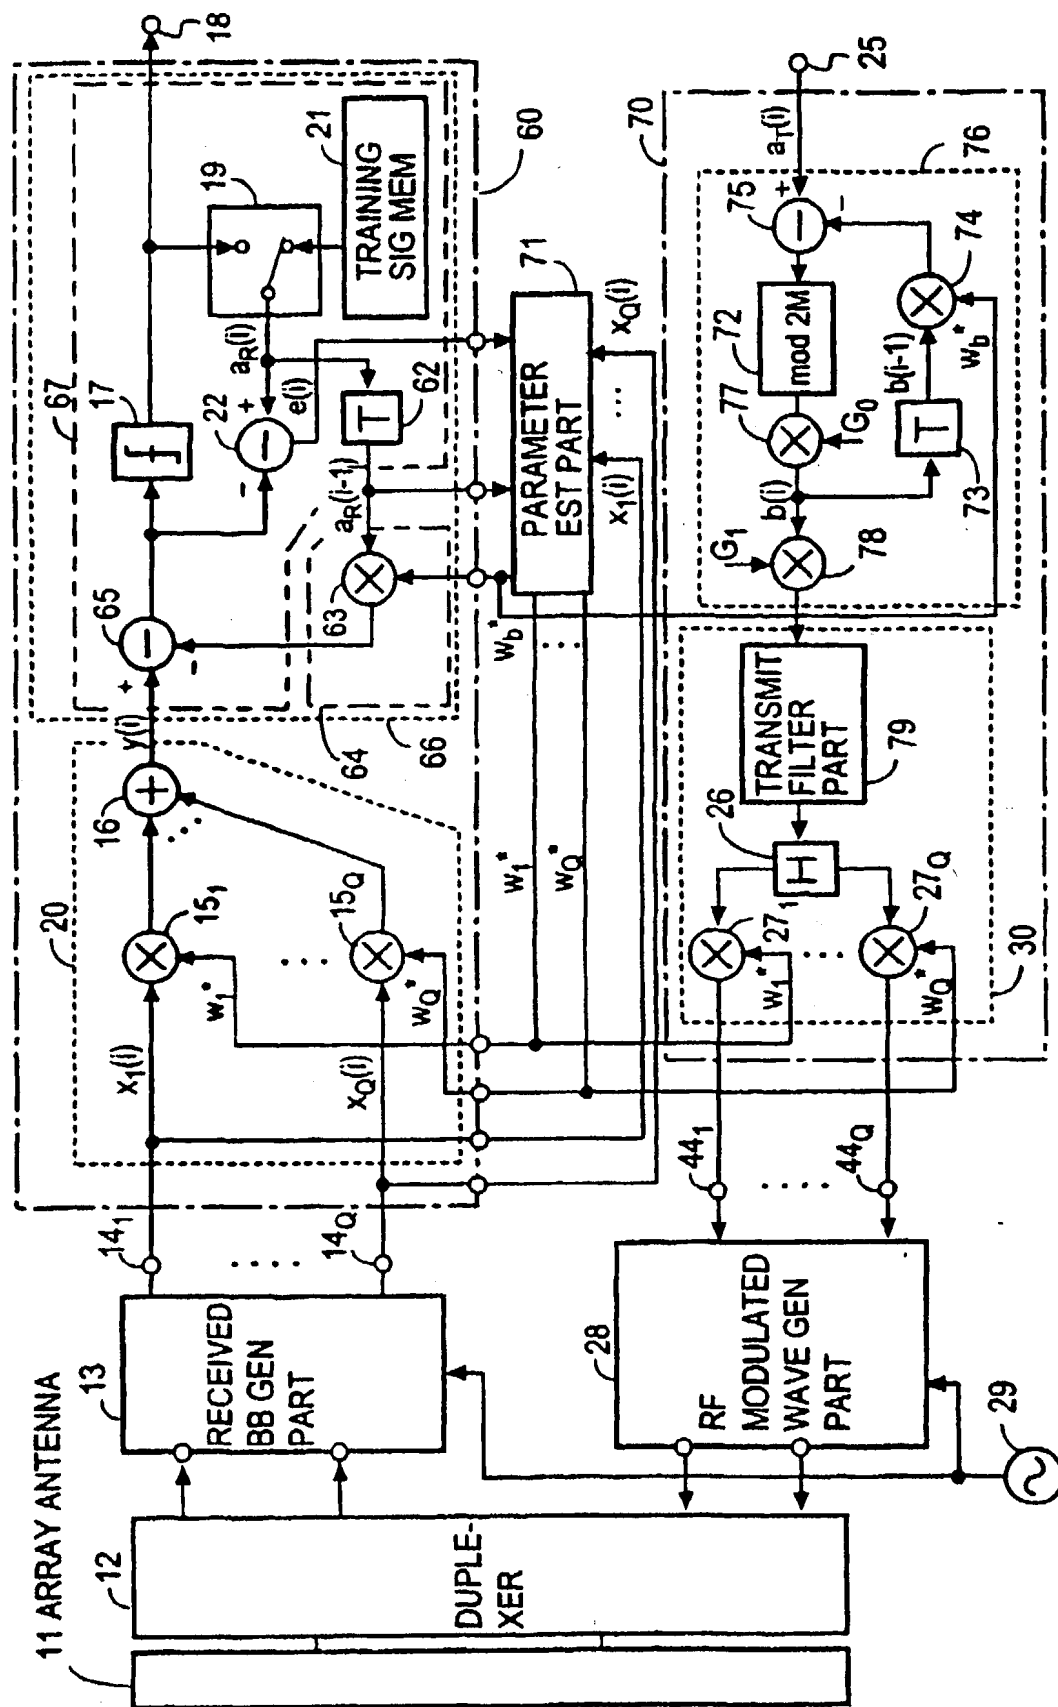 11 ARRAY ANTENNA
12
DUPLE-
XER
13
RECEIVED
BB GEN
PART
14₁
. . . .
14Q
28
RF
MODULATED
WAVE GEN
PART
29
20
x₁(i)
15₁
w₁*
. . . .
xQ(i)
15Q
wQ*
16
y(i)
+
−
65
67
17
18
19
21
TRAINING
SIG MEM
aR(i)
+
−
22
e(i)
T
62
aR(i-1)
63
64
66
60
71
PARAMETER
EST PART
x₁(i)
. . .
xQ(i)
wb*
w₁*
wQ*
. . . .
70
25
aT(i)
76
75
+
−
72
mod 2M
77
G₀
b(i)
G₁
78
b(i-1)
T
73
74
wb*
TRANSMIT
FILTER
PART
79
26
H
27₁
27Q
w₁*
wQ*
. . . .
30
44₁
. . . .
44Q